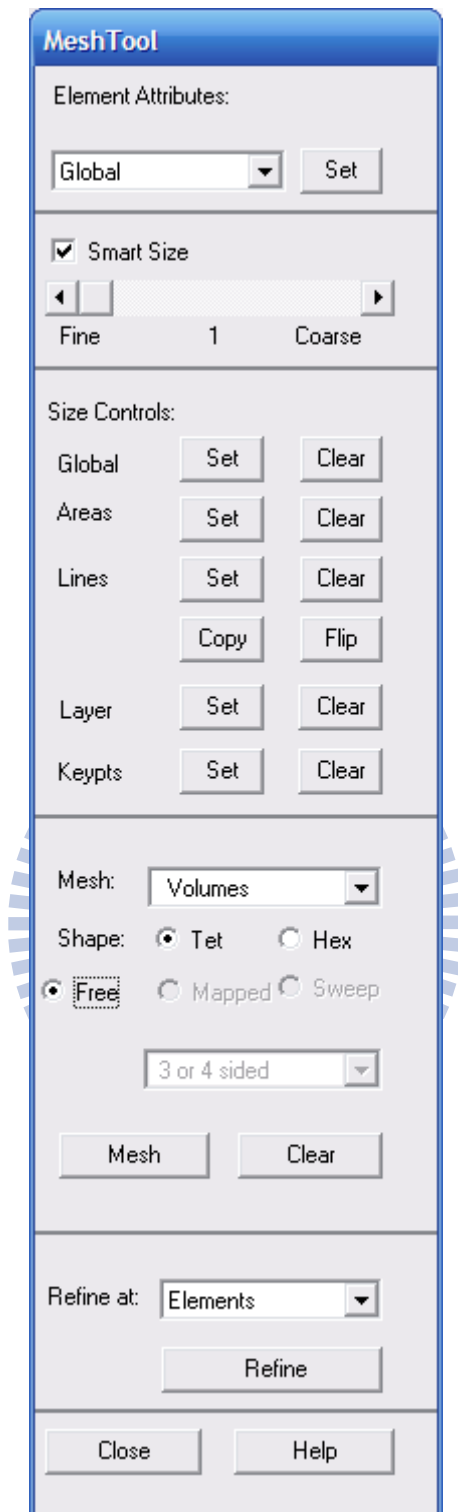 MeshTool
Element Attributes:
Global Set
Smart Size
Fine 1 Coarse
Size Controls:
Global Set Clear
Areas Set Clear
Lines Set Clear
Copy Flip
Layer Set Clear
Keypts Set Clear
Mesh: Volumes
Shape: Tet Hex
Free Mapped Sweep
3 or 4 sided
Mesh Clear
Refine at: Elements
Refine
Close Help